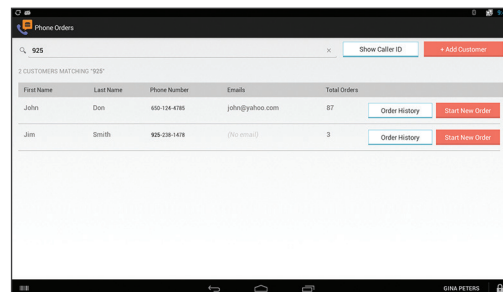 Phone Orders
925 × Show Caller ID + Add Customer
2 CUSTOMERS MATCHING "925"
First Name Last Name Phone Number Emails Total Orders
John Don 650-124-4785 john@yahoo.com 87 Order History Start New Order
Jim Smith 925-238-1478 (No email) 3 Order History Start New Order
GINA PETERS